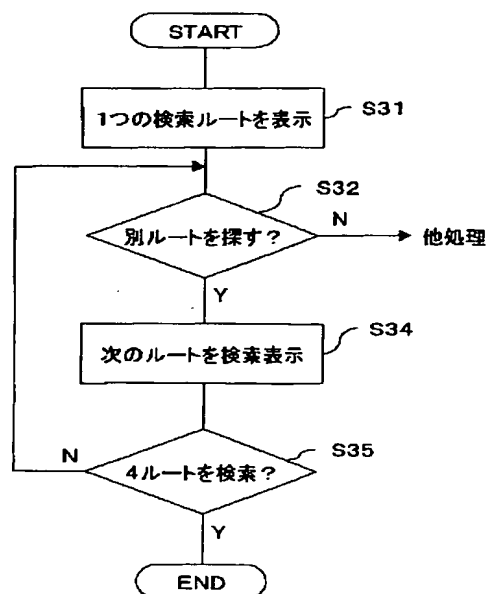 START
1つの検索ルートを表示
S31
S32
別ルートを探す?
N
他処理
Y
S34
次のルートを検索表示
S35
N
4ルートを検索?
Y
END